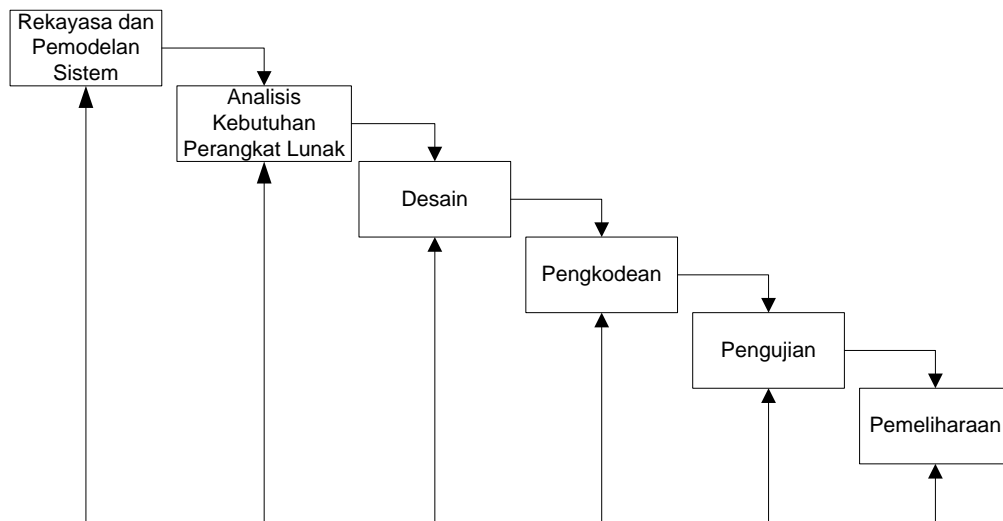 Rekayasa dan
Pemodelan
Sistem
Analisis
Kebutuhan
Perangkat Lunak
Desain
Pengkodean
Pengujian
Pemeliharaan